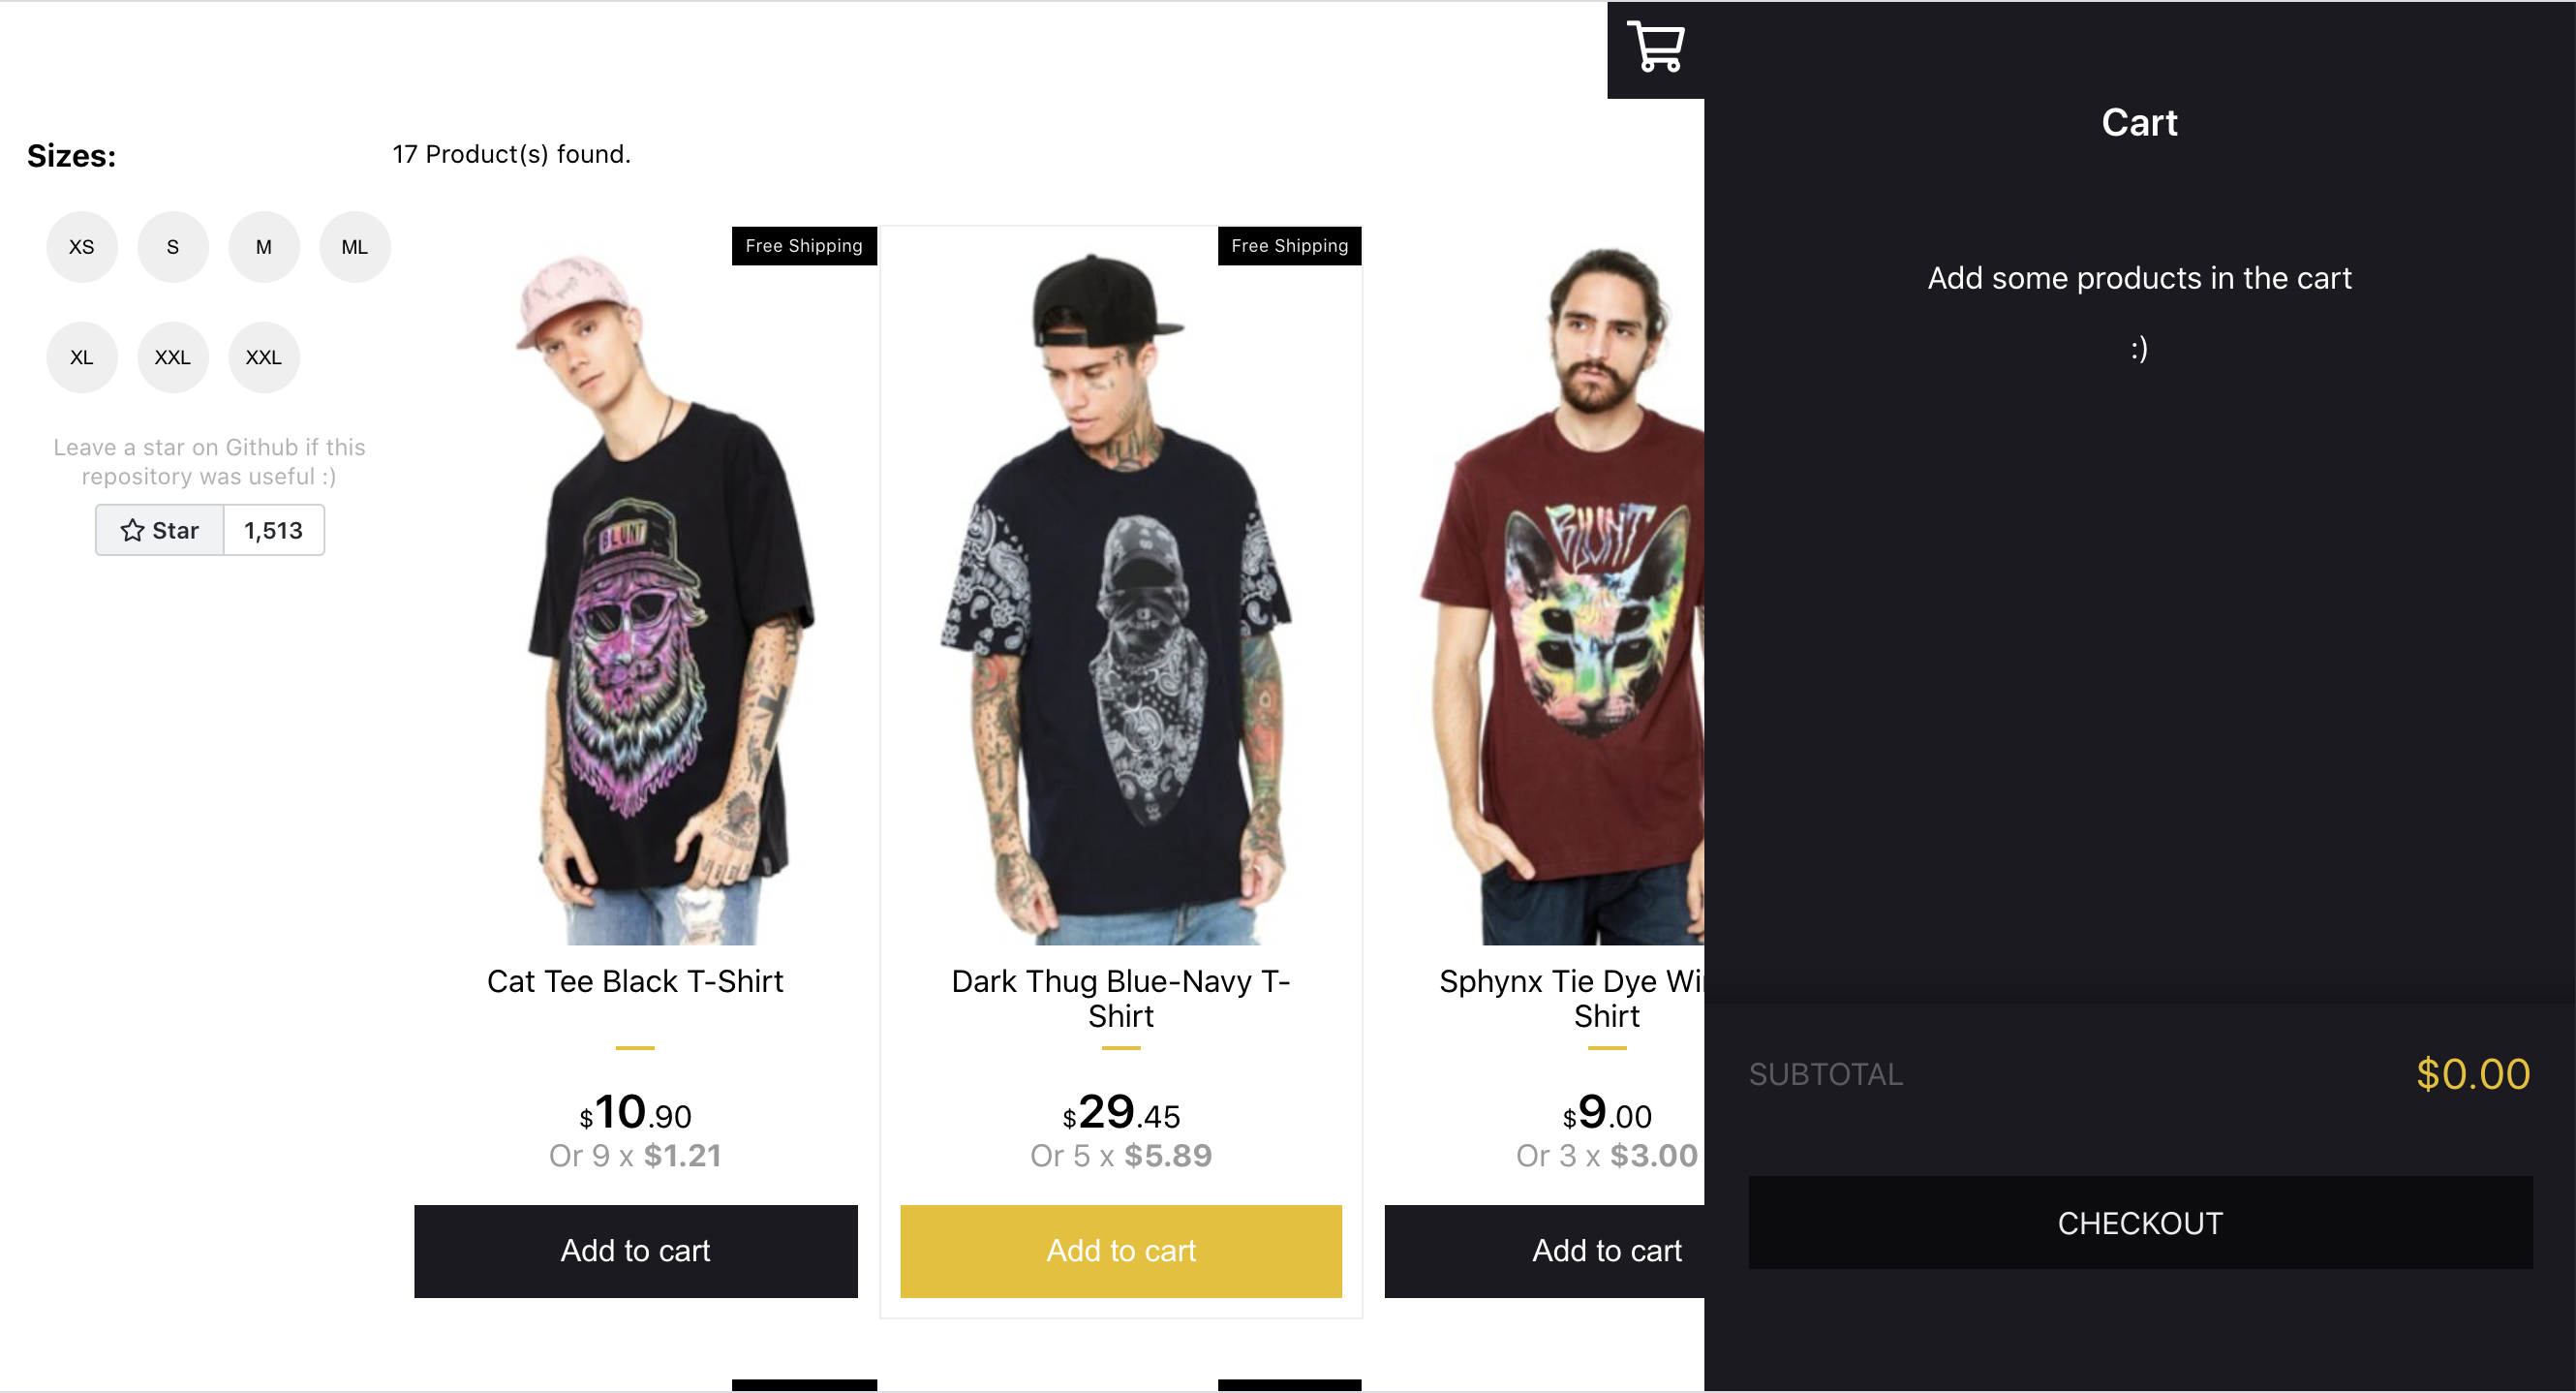 Sizes:
17 Product(s) found.
XS
S
M
ML
XL
XXL
XXL
Leave a star on Github if this
repository was useful :)
Star
1,513
Free Shipping
BLUNT
Cat Tee Black T-Shirt
$10.90
Or 9 x $1.21
Add to cart
Free Shipping
Dark Thug Blue-Navy T-
Shirt
$29.45
Or 5 x $5.89
Add to cart
BLUNT
Sphynx Tie Dye
Shirt
$9.00
Or 3 x $3.00
Add to cart
Cart
Add some products in the cart
:)
SUBTOTAL
$0.00
CHECKOUT